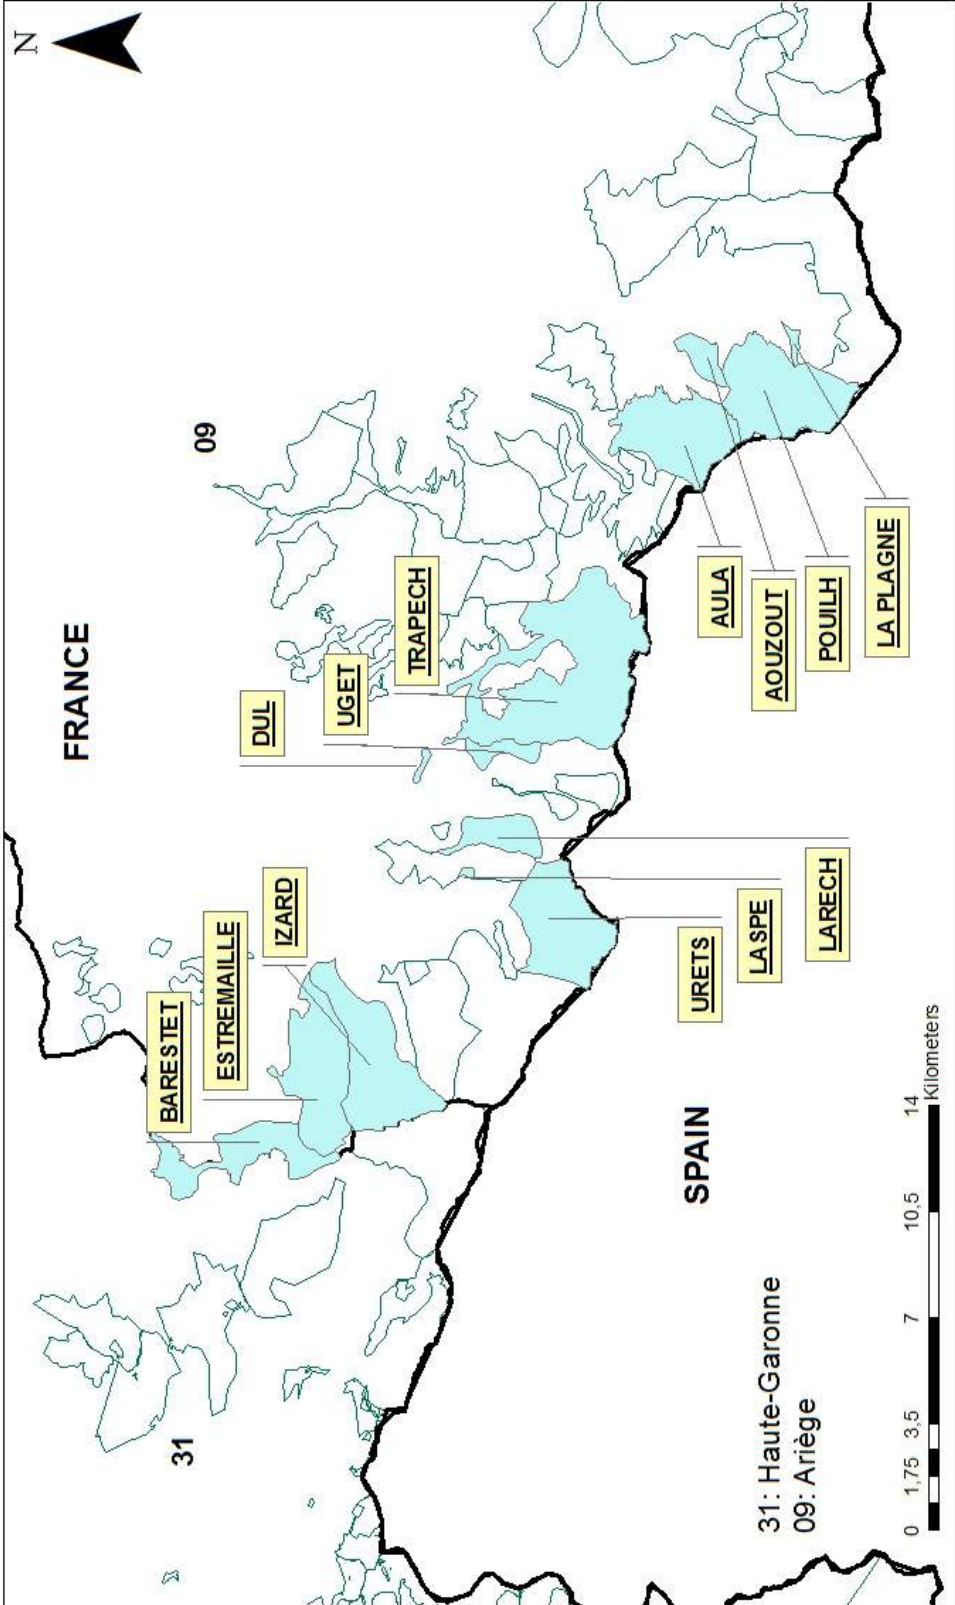 N
FRANCE
09
31
BARESTET
ESTREMAILLE
IZARD
DUL
UGET
TRAPECH
AULA
AOUZOUT
POUILH
LA PLAGNE
URETS
LASPE
LARECH
SPAIN
31: Haute-Garonne
09: Ariège
0 1,75 3,5 7 10,5 14
Kilometers